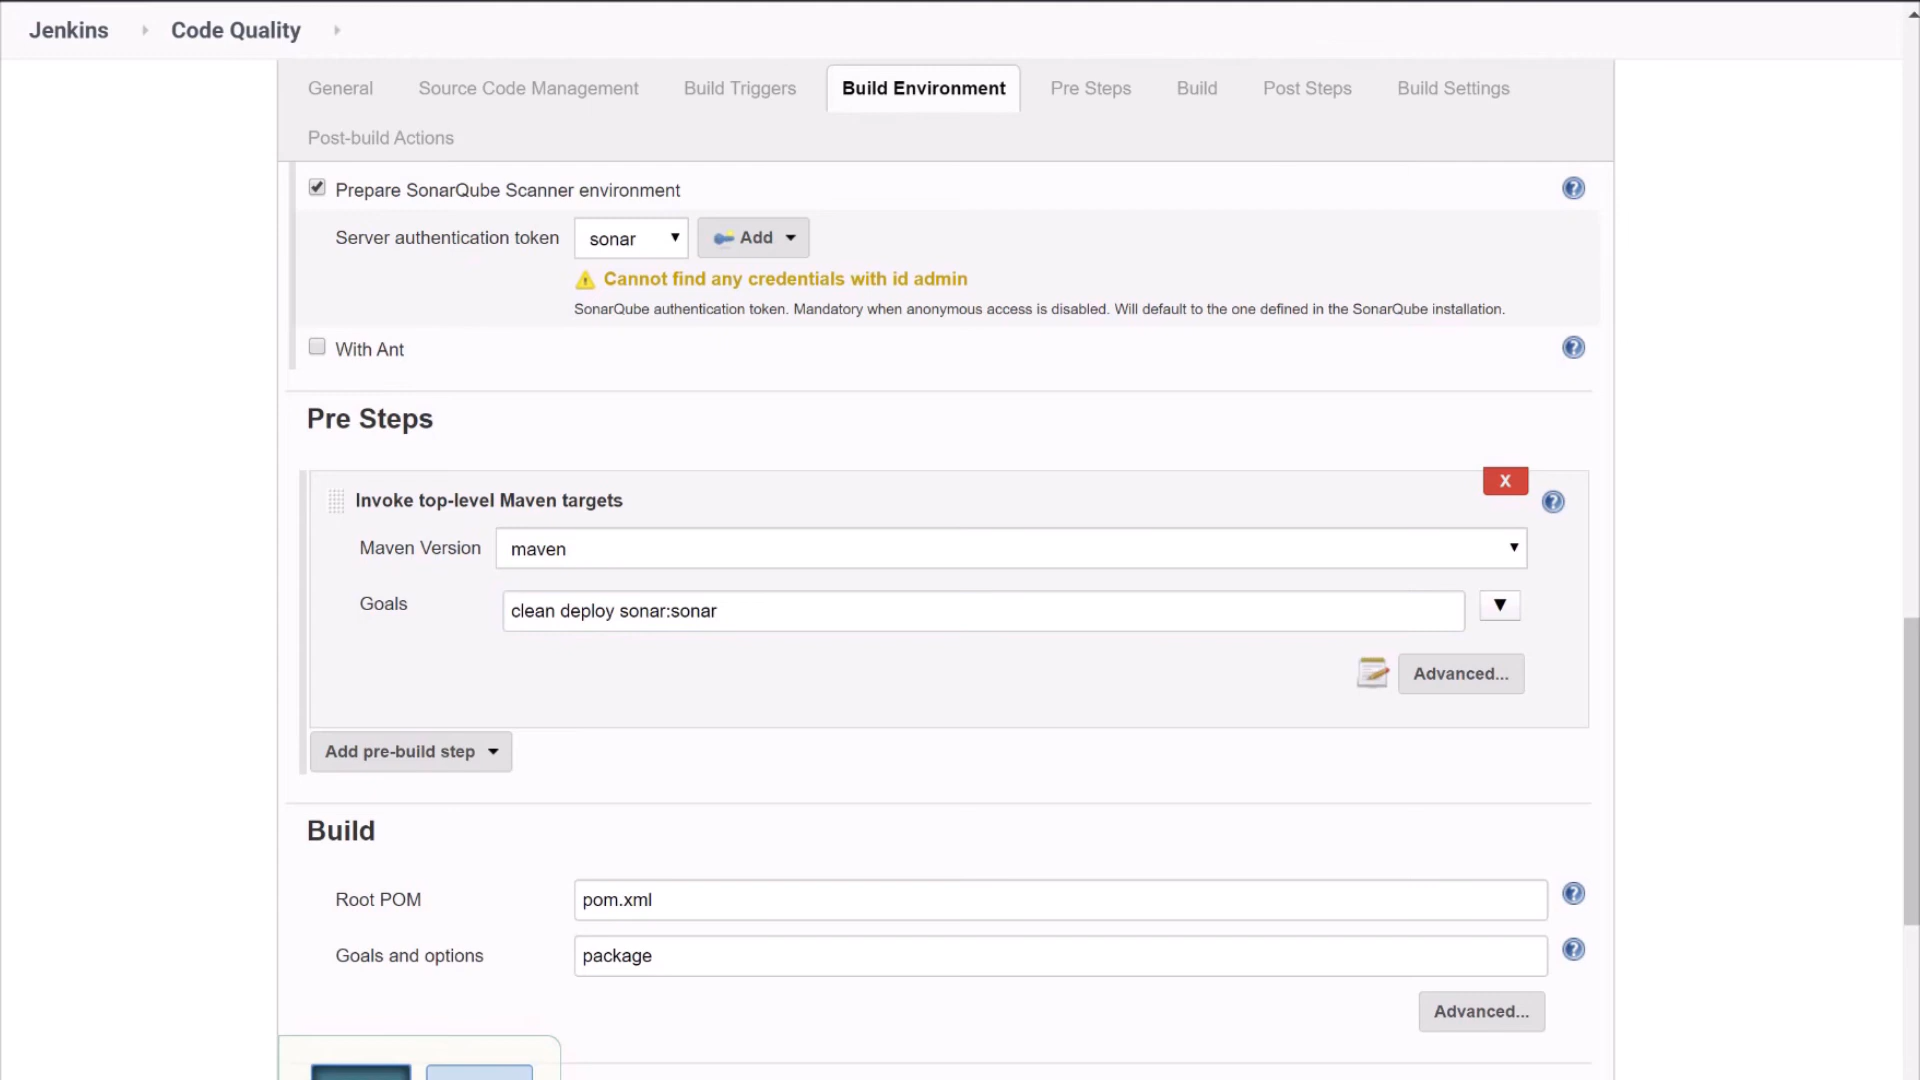 Jenkins
Code Quality
General
Source Code Management
Build Triggers
Build Environment
Pre Steps
Build
Post Steps
Build Settings
Post-build Actions
Prepare SonarQube Scanner environment
Server authentication token
sonar
Add
Cannot find any credentials with id admin
SonarQube authentication token. Mandatory when anonymous access is disabled. Will default to the one defined in the SonarQube installation.
With Ant
Pre Steps
X
Invoke top-level Maven targets
Maven Version
maven
Goals
clean deploy sonar:sonar
Advanced...
Add pre-build step
Build
Root POM
pom.xml
Goals and options
package
Advanced...